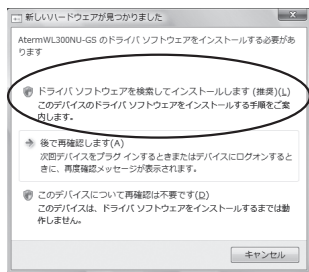 新しいハードウェアが見つかりました
AtermWL300NU-GS のドライバ ソフトウェアをインストールする必要があ
ります
ドライバ ソフトウェアを検索してインストールします (推奨)(L)
このデバイスのドライバ ソフトウェアをインストールする手順をご案
内します。
後で再確認します(A)
次回デバイスをプラグ インするときまたはデバイスにログオンすると
きに、再度確認メッセージが表示されます。
このデバイスについて再確認は不要です(D)
このデバイスは、ドライバ ソフトウェアをインストールするまでは動
作しません。
キャンセル